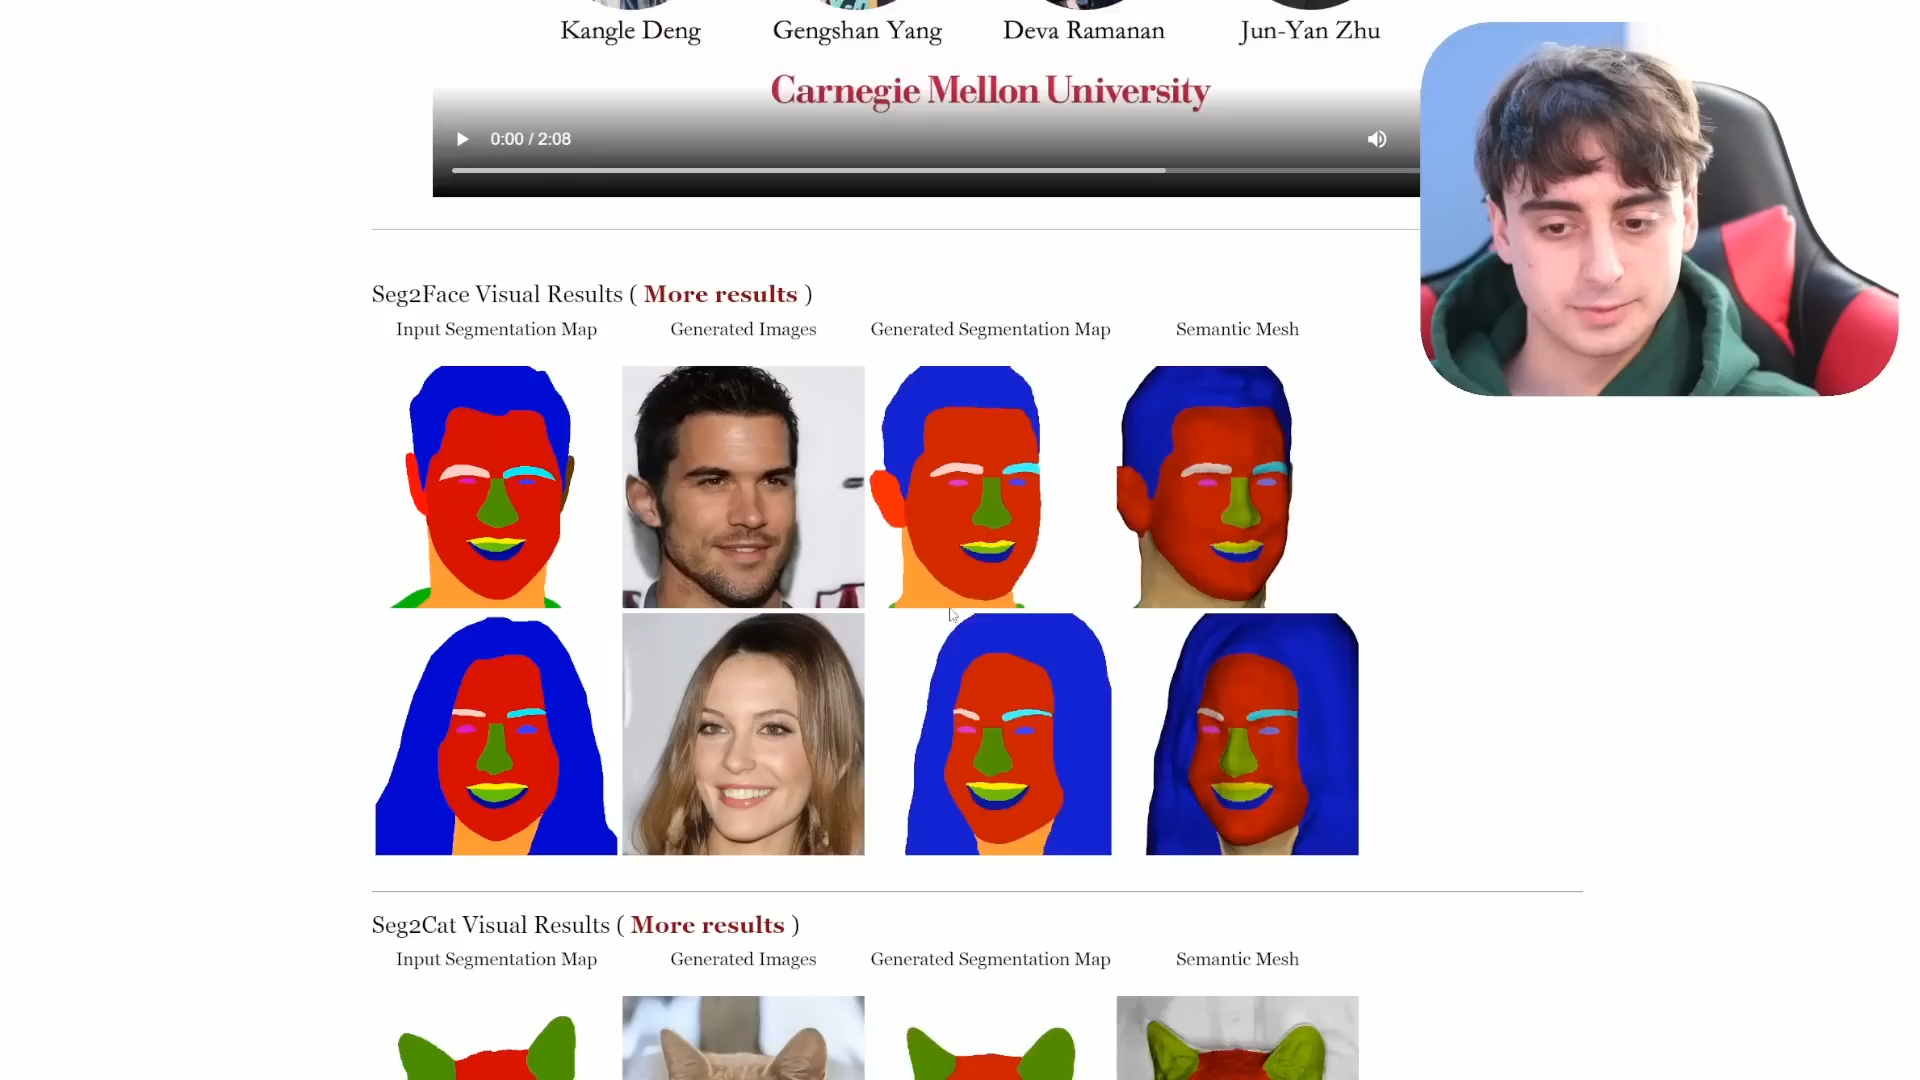 Kangle Deng Gengshan Yang Deva Ramanan Jun-Yan Zhu
Carnegie Mellon University
0:00 / 2:08
Seg2Face Visual Results ( More results )
Input Segmentation Map Generated Images Generated Segmentation Map Semantic Mesh
Seg2Cat Visual Results ( More results )
Input Segmentation Map Generated Images Generated Segmentation Map Semantic Mesh